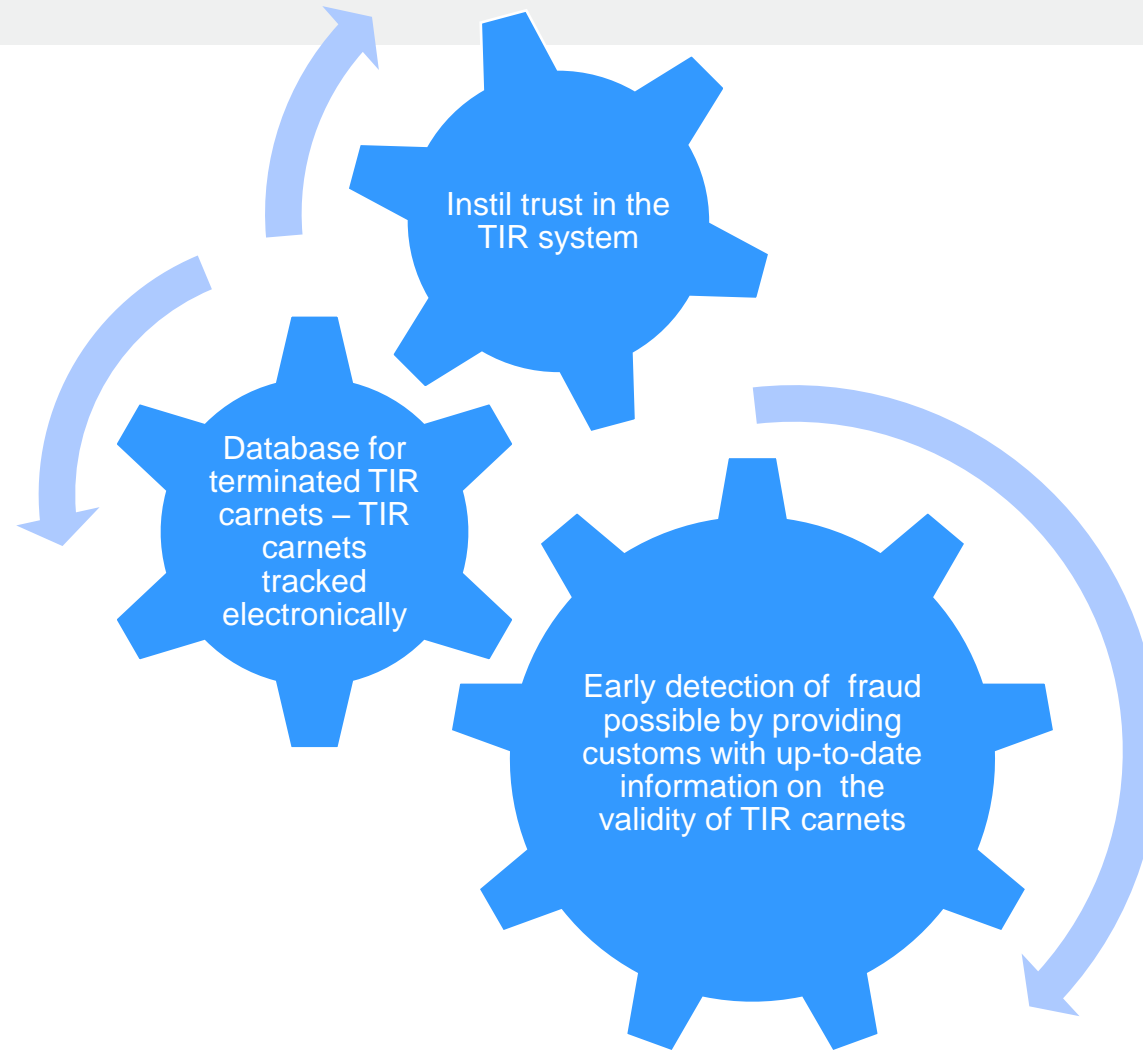 Instil trust in the
TIR system
Database for
terminated TIR
carnets – TIR
carnets
tracked
electronically
Early detection of  fraud
possible by providing
customs with up-to-date
information on  the
validity of TIR carnets